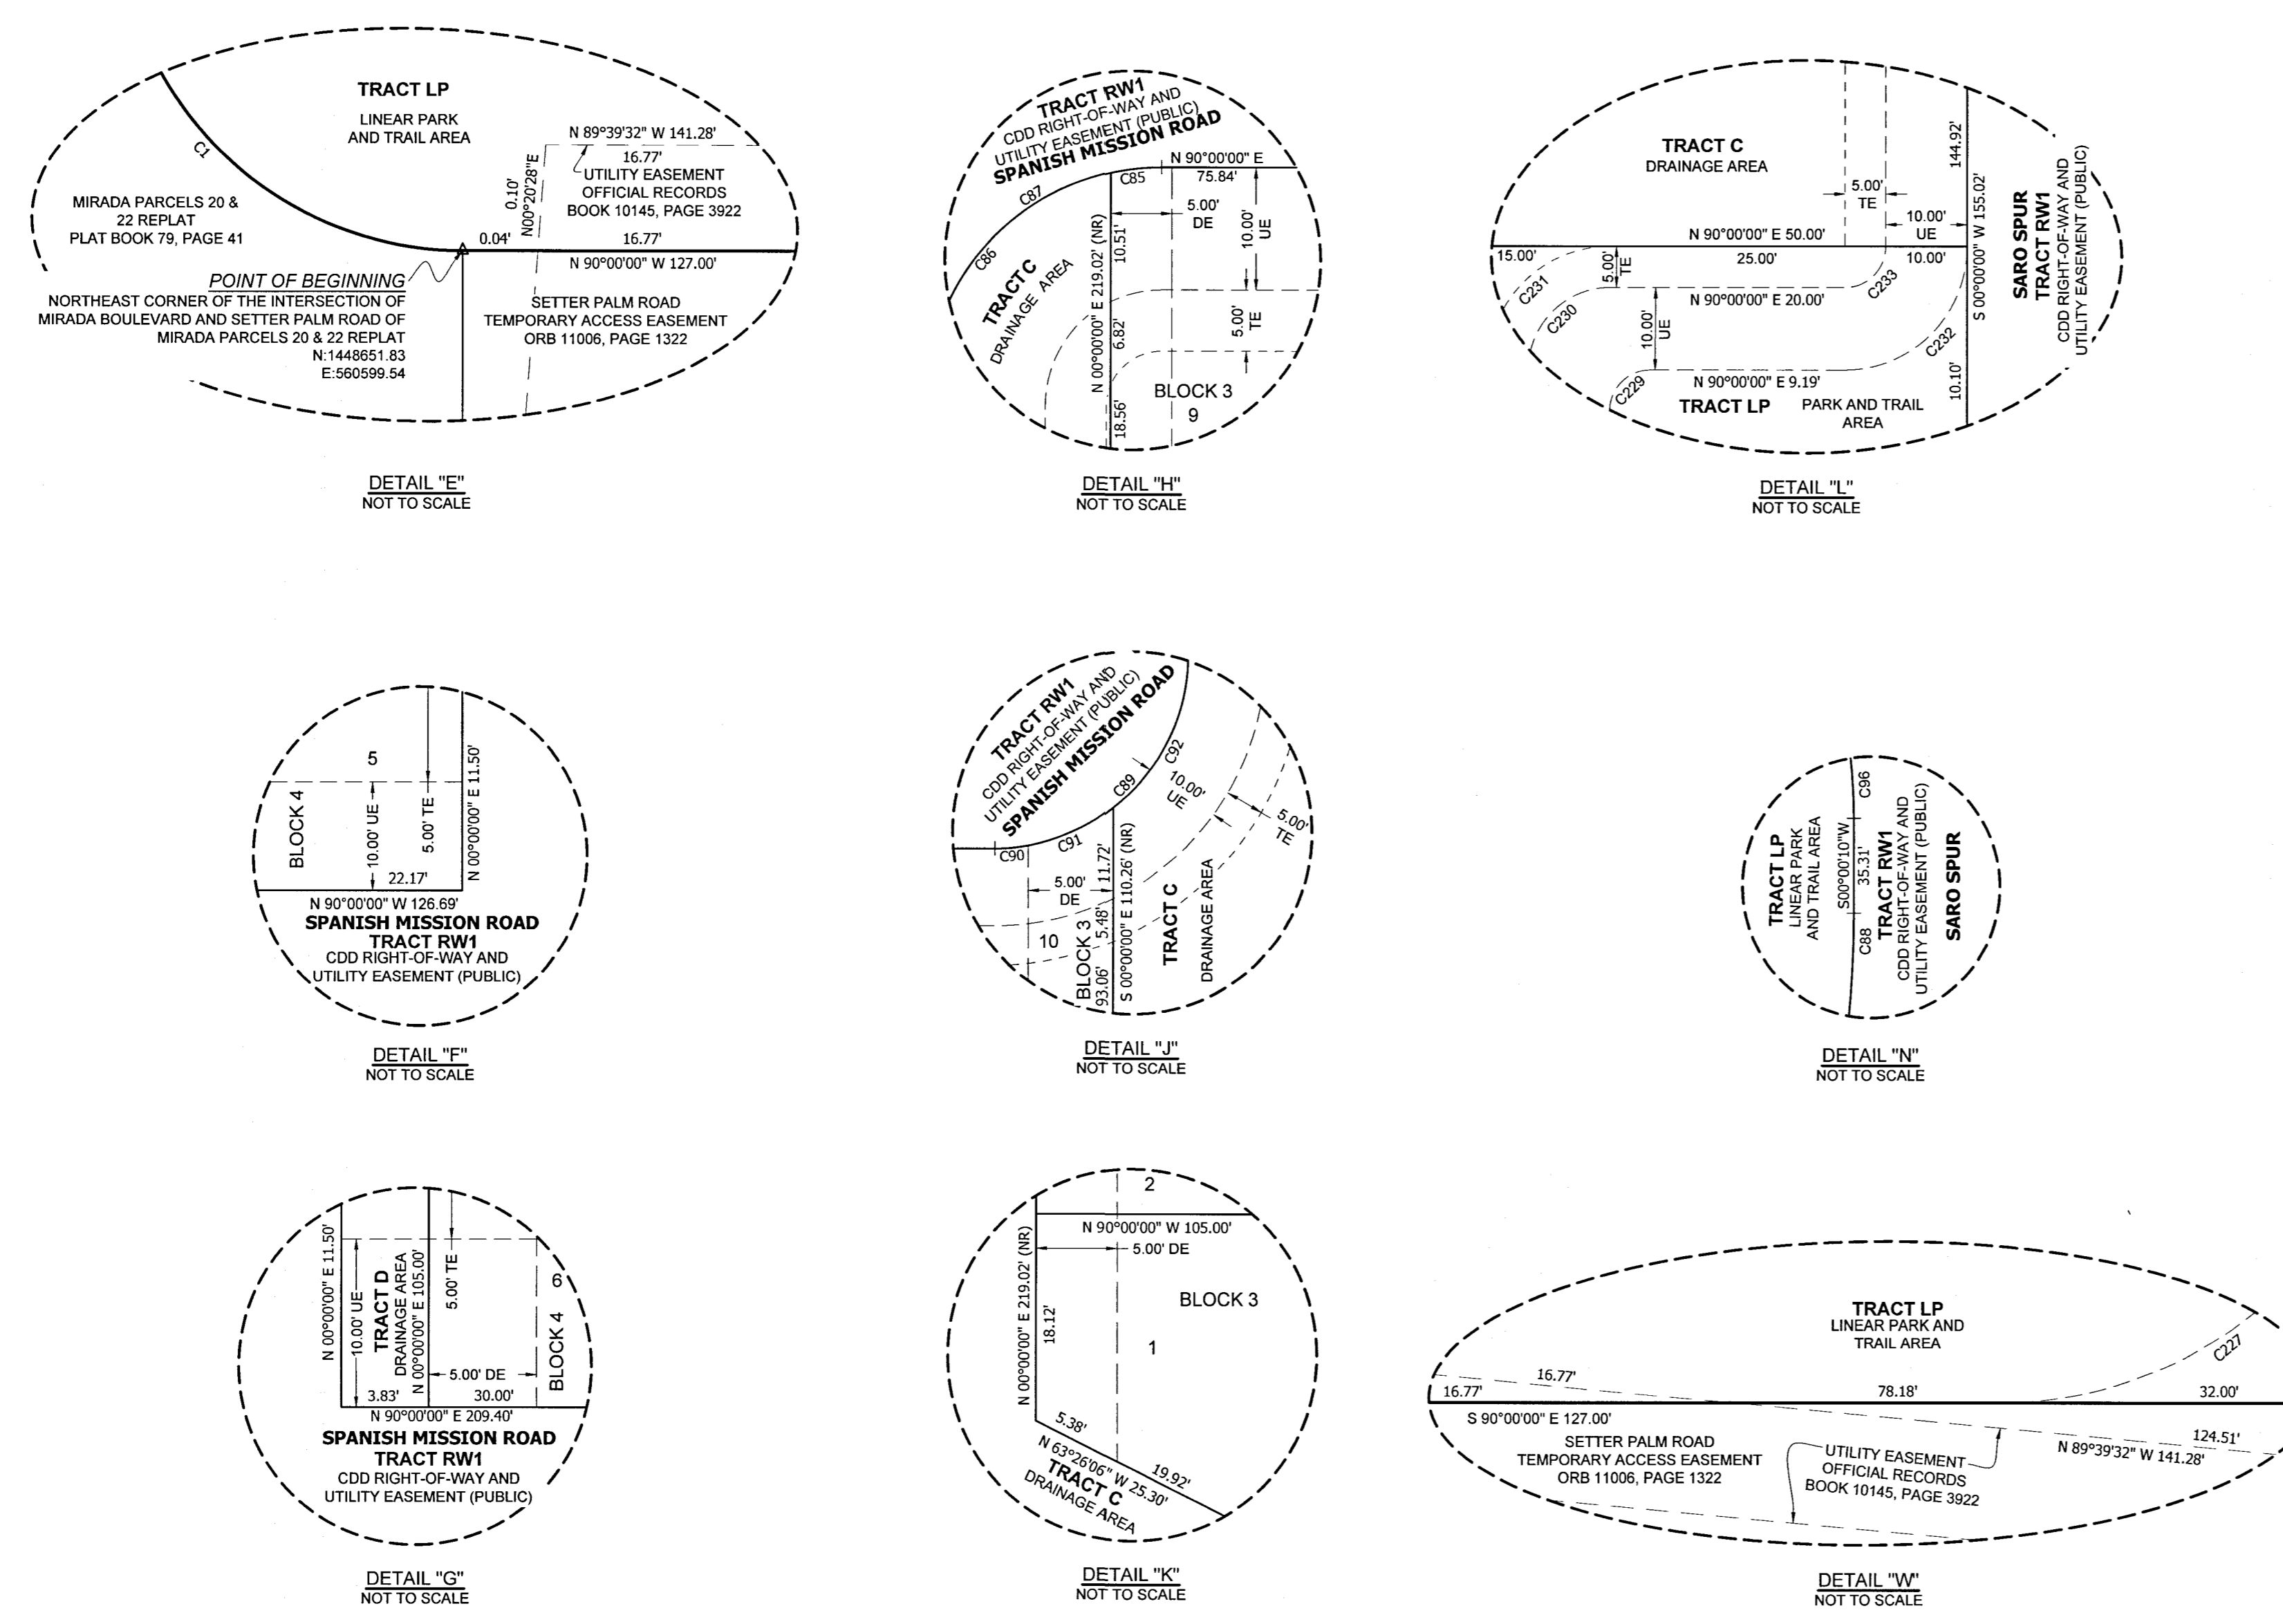 TRACT LP
LINEAR PARK
AND TRAIL AREA
C1
N 89°39'32" W 141.28'
16.77'
UTILITY EASEMENT
OFFICIAL RECORDS
BOOK 10145, PAGE 3922
0.10'
N00°20'28"E
MIRADA PARCELS 20 &
22 REPLAT
PLAT BOOK 79, PAGE 41
0.04'
16.77'
N 90°00'00" W 127.00'
POINT OF BEGINNING
NORTHEAST CORNER OF THE INTERSECTION OF
MIRADA BOULEVARD AND SETTER PALM ROAD OF
MIRADA PARCELS 20 & 22 REPLAT
N:1448651.83
E:560599.54
SETTER PALM ROAD
TEMPORARY ACCESS EASEMENT
ORB 11006, PAGE 1322
DETAIL "E"
NOT TO SCALE
TRACT RW1
CDD RIGHT-OF-WAY AND
UTILITY EASEMENT (PUBLIC)
SPANISH MISSION ROAD
N 90°00'00" E
75.84'
C85
C87
C86
5.00'
DE
10.00'
UE
N 00°00'00" E 219.02' (NR)
10.51'
6.82'
18.56'
TRACT C
DRAINAGE AREA
5.00'
TE
BLOCK 3
9
DETAIL "H"
NOT TO SCALE
TRACT C
DRAINAGE AREA
5.00'
TE
10.00'
UE
144.92'
S 00°00'00" W 155.02'
SARO SPUR
TRACT RW1
CDD RIGHT-OF-WAY AND
UTILITY EASEMENT (PUBLIC)
N 90°00'00" E 50.00'
15.00'
25.00'
10.00'
5.00'
TE
C231
C230
C233
N 90°00'00" E 20.00'
10.00'
UE
C232
C229
N 90°00'00" E 9.19'
10.10'
TRACT LP
PARK AND TRAIL
AREA
DETAIL "L"
NOT TO SCALE
5
BLOCK 4
10.00' UE
5.00' TE
N 00°00'00" E 11.50'
22.17'
N 90°00'00" W 126.69'
SPANISH MISSION ROAD
TRACT RW1
CDD RIGHT-OF-WAY AND
UTILITY EASEMENT (PUBLIC)
DETAIL "F"
NOT TO SCALE
TRACT RW1
CDD RIGHT-OF-WAY AND
UTILITY EASEMENT (PUBLIC)
SPANISH MISSION ROAD
C92
C89
10.00'
UE
5.00'
TE
C90
C91
5.00'
DE
11.72'
5.48'
93.06'
S 00°00'00" E 110.26' (NR)
10
BLOCK 3
TRACT C
DRAINAGE AREA
DETAIL "J"
NOT TO SCALE
TRACT LP
LINEAR PARK
AND TRAIL AREA
S00°00'10"W
35.31'
C96
C88
TRACT RW1
CDD RIGHT-OF-WAY AND
UTILITY EASEMENT (PUBLIC)
SARO SPUR
DETAIL "N"
NOT TO SCALE
N 00°00'00" E 11.50'
10.00' UE
TRACT D
DRAINAGE AREA
N 00°00'00" E 105.00'
5.00' TE
6
BLOCK 4
5.00' DE
3.83'
30.00'
N 90°00'00" E 209.40'
SPANISH MISSION ROAD
TRACT RW1
CDD RIGHT-OF-WAY AND
UTILITY EASEMENT (PUBLIC)
DETAIL "G"
NOT TO SCALE
2
N 90°00'00" W 105.00'
5.00' DE
N 00°00'00" E 219.02' (NR)
18.12'
BLOCK 3
1
5.38'
19.92'
N 63°26'06" W 25.30'
TRACT C
DRAINAGE AREA
DETAIL "K"
NOT TO SCALE
TRACT LP
LINEAR PARK AND
TRAIL AREA
C227
16.77'
16.77'
78.18'
32.00'
S 90°00'00" E 127.00'
SETTER PALM ROAD
TEMPORARY ACCESS EASEMENT
ORB 11006, PAGE 1322
UTILITY EASEMENT
OFFICIAL RECORDS
BOOK 10145, PAGE 3922
124.51'
N 89°39'32" W 141.28'
DETAIL "W"
NOT TO SCALE